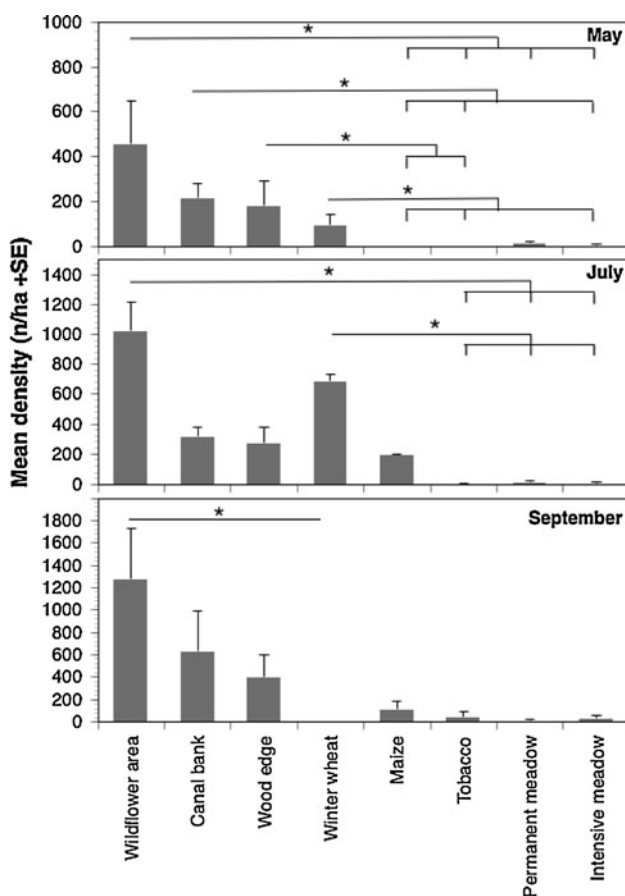 Mean density (n/ha +SE)
1000
800
600
400
200
0
May
*
*
*
*
1400
1200
1000
800
600
400
200
0
July
*
*
1800
1600
1400
1200
1000
800
600
400
200
0
September
*
Wildflower area
Canal bank
Wood edge
Winter wheat
Maize
Tobacco
Permanent meadow
Intensive meadow